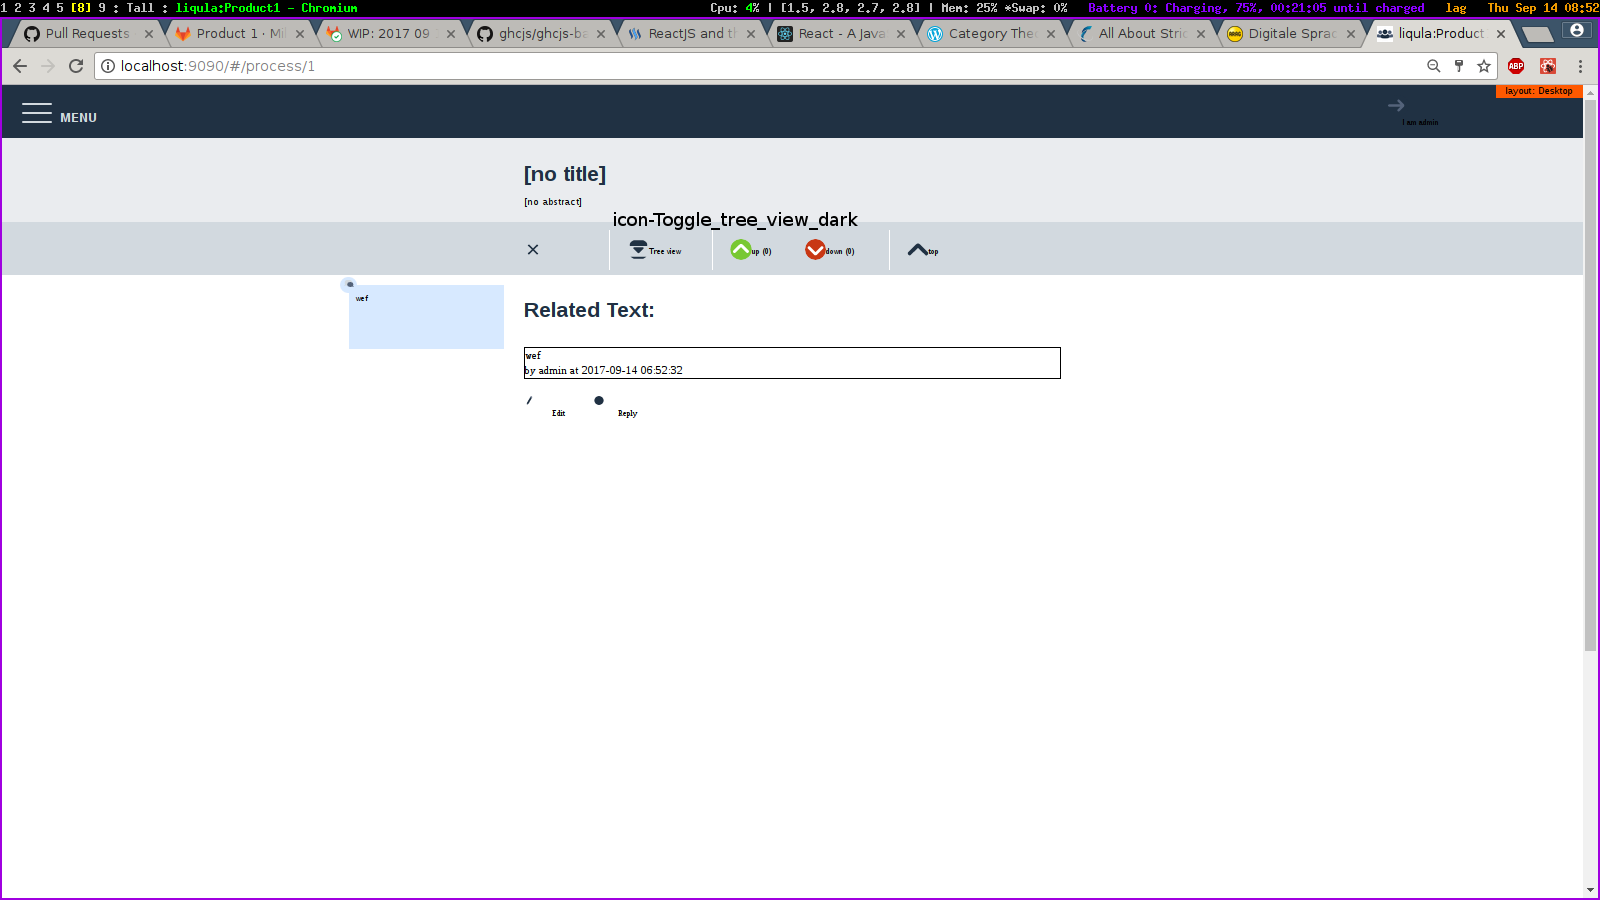 1 2 3 4 5 [8] 9 : Tall : liqula:Product1 - Chromium
Cpu: 4% | [1.5, 2.8, 2.7, 2.8] | Mem: 25% *Swap: 0% Battery 0: Charging, 75%, 00:21:05 until charged lag Thu Sep 14 08:52
Pull Requests
Product 1 · Mil
WIP: 2017 09
ghcjs/ghcjs-ba
ReactJS and th
React - A Java
Category Theo
All About Stric
Digitale Sprac
liqula:Product
localhost:9090/#/process/1
ABP
layout: Desktop
MENU
I am admin
[no title]
[no abstract]
icon-Toggle_tree_view_dark
Tree view
up (0)
down (0)
top
wef
Related Text:
wef
by admin at 2017-09-14 06:52:32
Edit
Reply